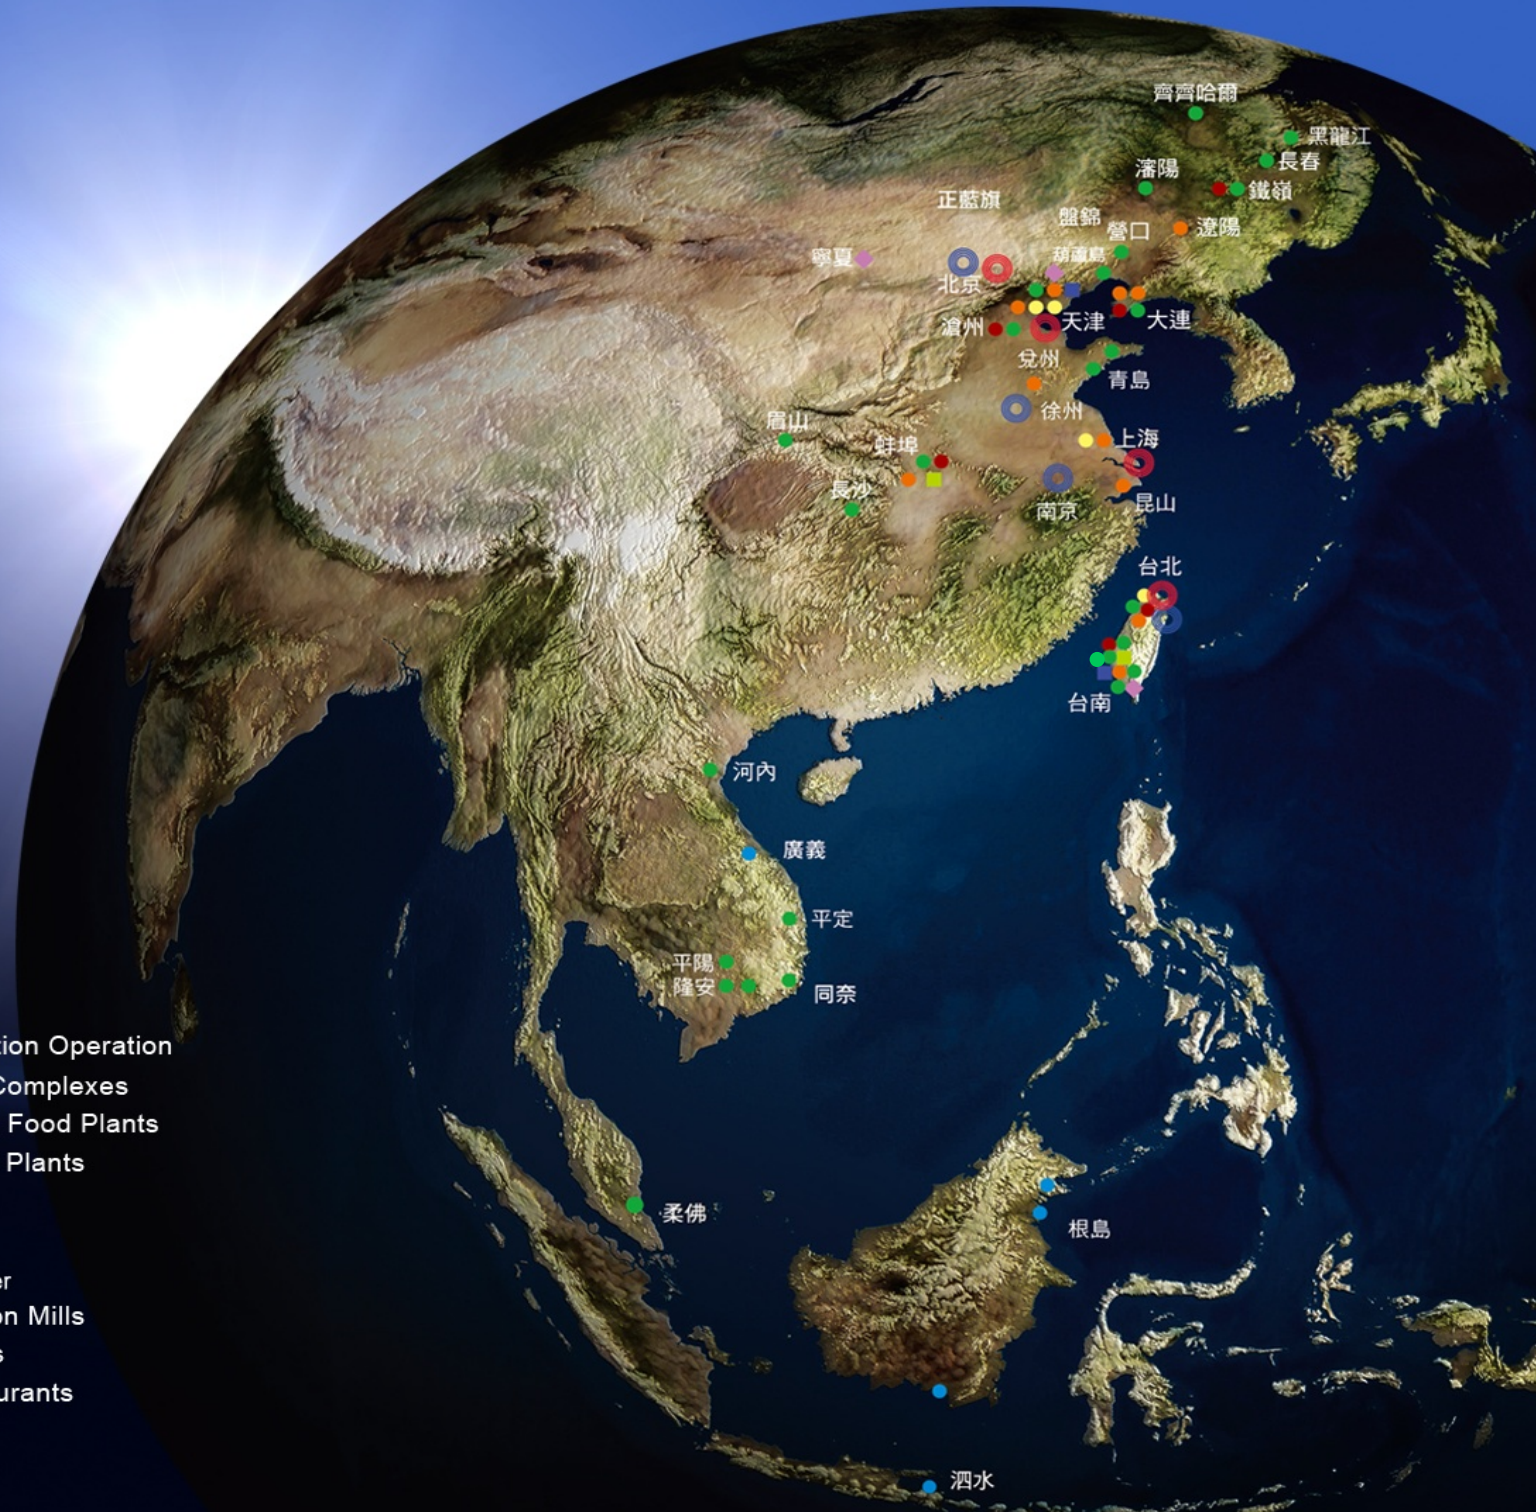 齊齊哈爾
黑龍江
長春
瀋陽
鐵嶺
正藍旗
盤錦
遼陽
營口
寧夏
葫蘆島
北京
滄州
天津
大連
兌州
青島
徐州
眉山
上海
蚌埠
長沙
昆山
南京
台北
台南
河內
廣義
平定
平陽
隆安
同奈
tion Operation
Complexes
Food Plants
Plants
柔佛
根島
er
on Mills
s
urants
泗水